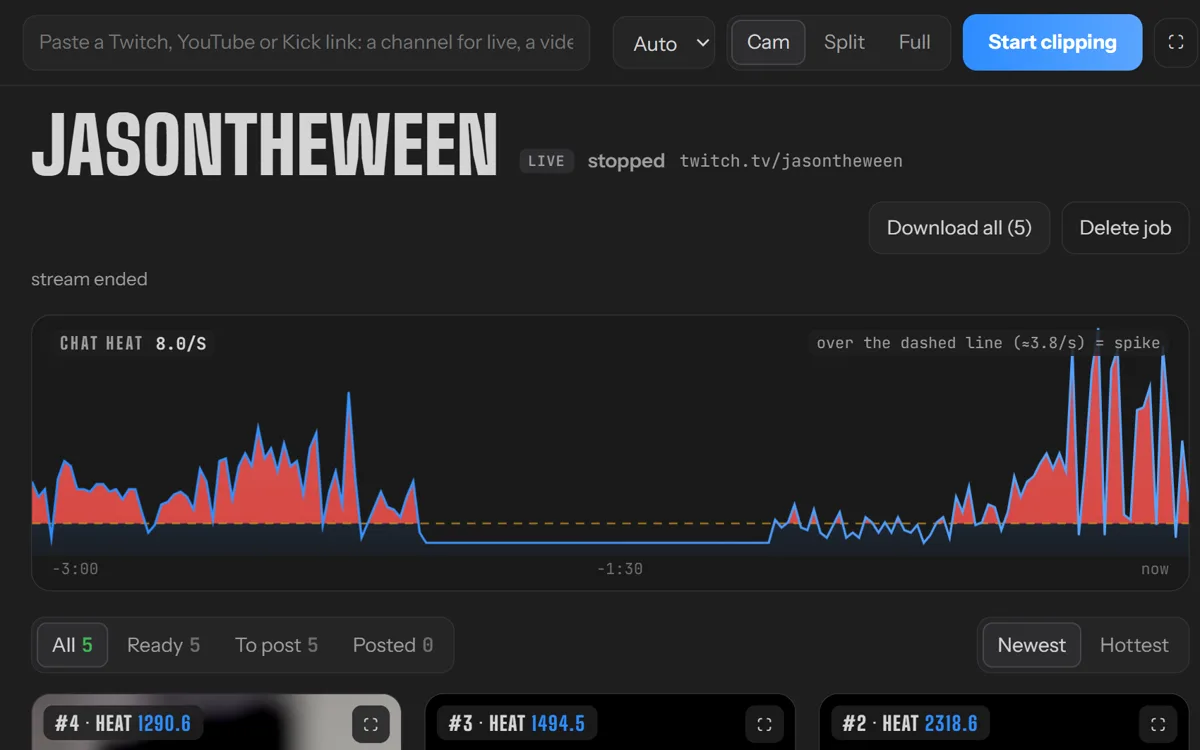 Paste a Twitch, YouTube or Kick link: a channel for live, a vide
Auto
Cam Split Full
Start clipping
JASONTHEWEEN
LIVE stopped twitch.tv/jasontheween
Download all (5) Delete job
stream ended
CHAT HEAT 8.0/S
over the dashed line (≈3.8/s) = spike
-3:00 -1:30 now
All 5 Ready 5 To post 5 Posted 0
Newest Hottest
#4 · HEAT 1290.6
#3 · HEAT 1494.5
#2 · HEAT 2318.6